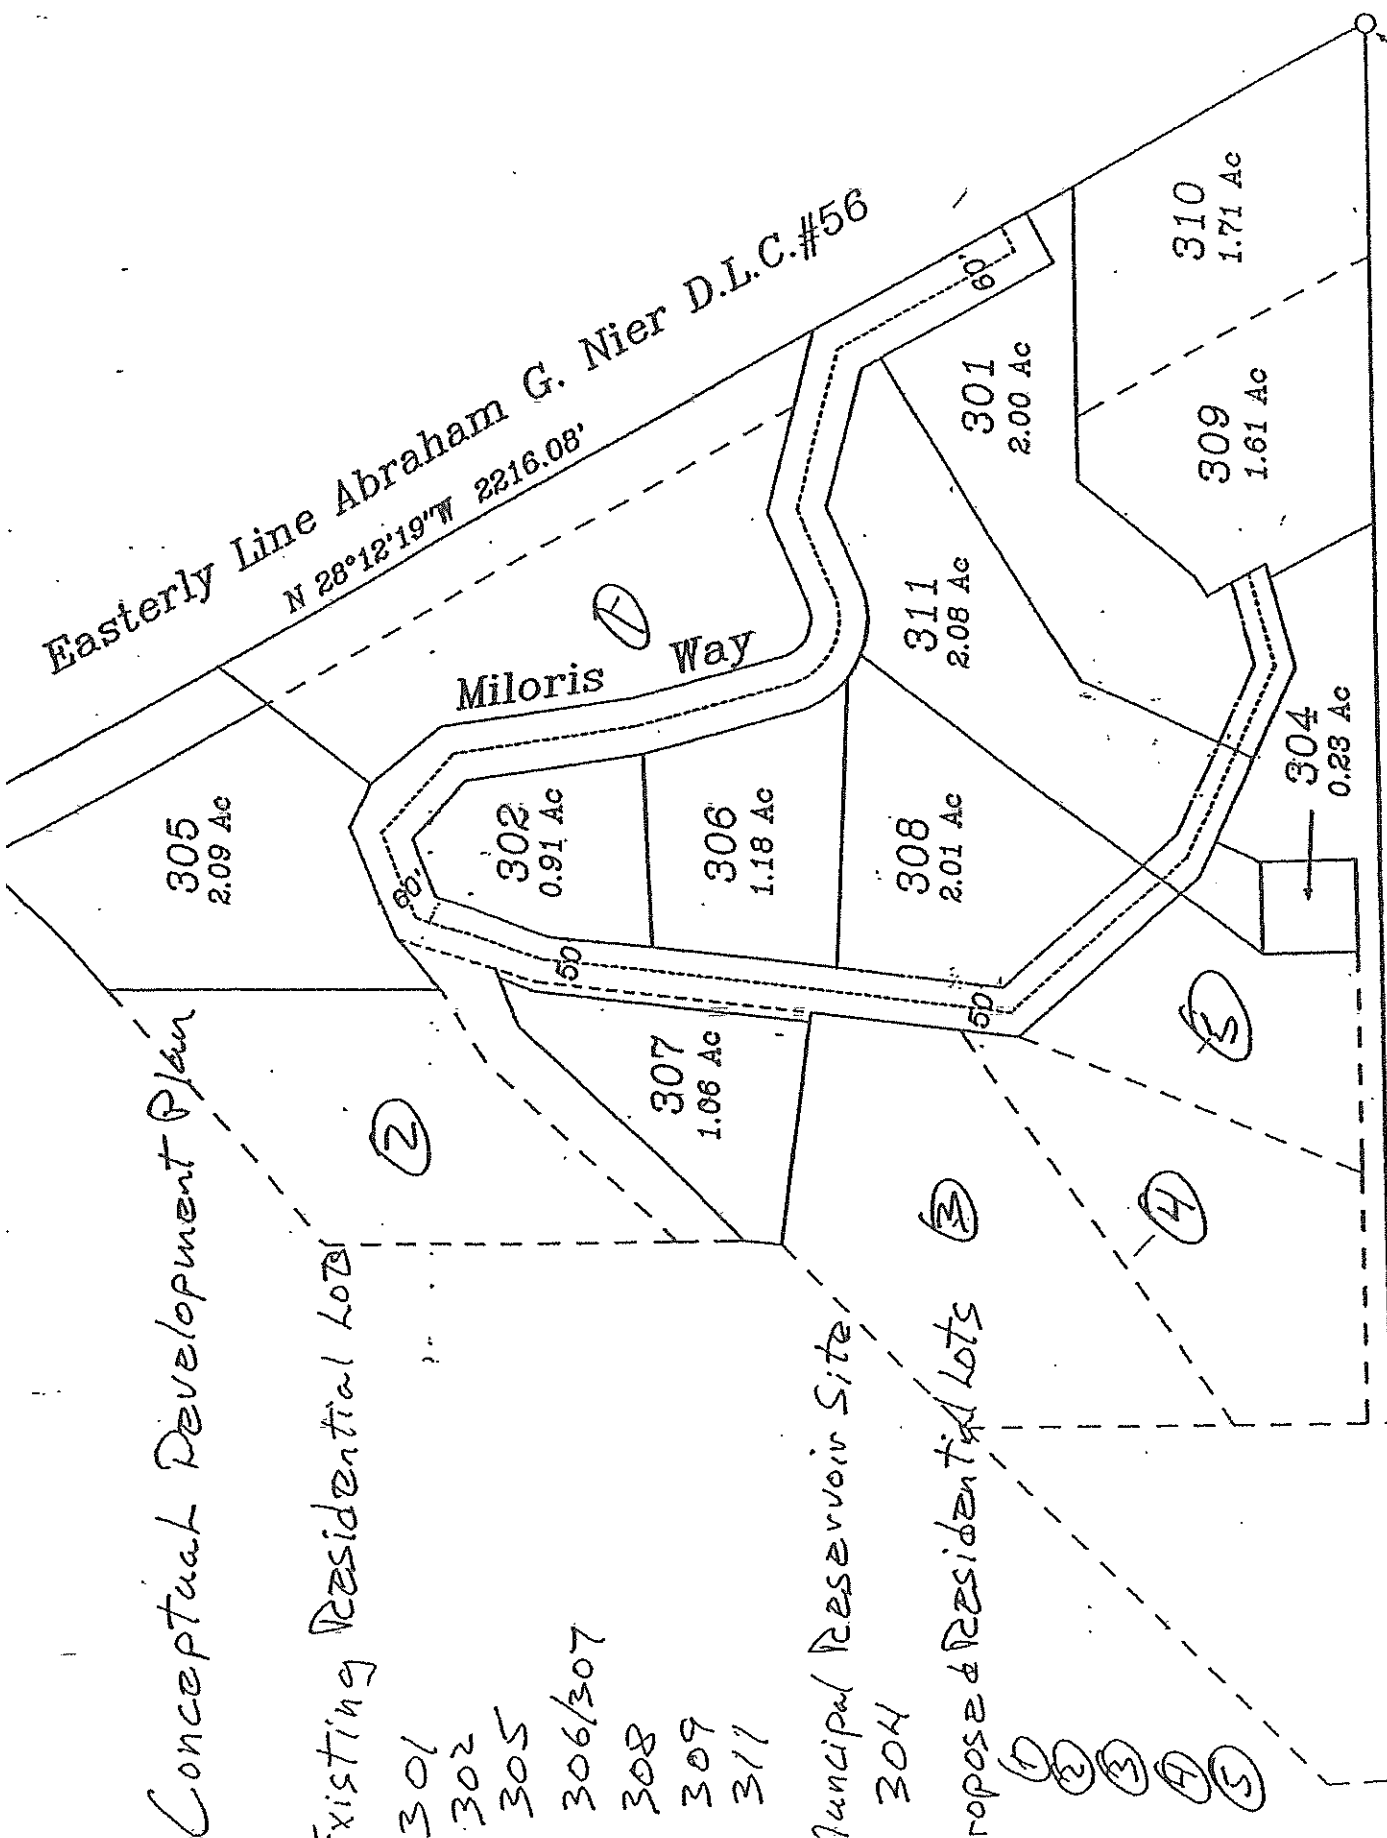 Conceptual Development Plan
Existing Residential Lots
301
302
305
306/307
308
309
311
Municipal Reservoir Site
304
roposed Residential Lots
①
②
③
④
⑤
Easterly Line Abraham G. Nier D.L.C.#56
N 28°12'19"W 2216.08'
Miloris Way
305
2.09 Ac
60'
302
0.91 Ac
306
1.18 Ac
308
2.01 Ac
50
307
1.06 Ac
50
311
2.08 Ac
301
2.00 Ac
60'
310
1.71 Ac
309
1.61 Ac
304
0.23 Ac
①
②
③
④
⑤